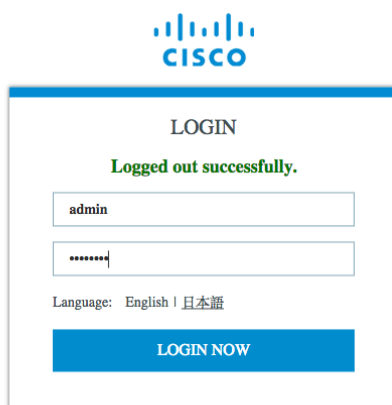 CISCO
LOGIN
Logged out successfully.
admin
••••••••
Language: English | 日本語
LOGIN NOW